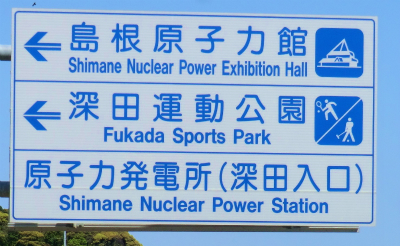 島根原子力館
Shimane Nuclear Power Exhibition Hall
深田運動公園
Fukada Sports Park
原子力発電所(深田入口)
Shimane Nuclear Power Station